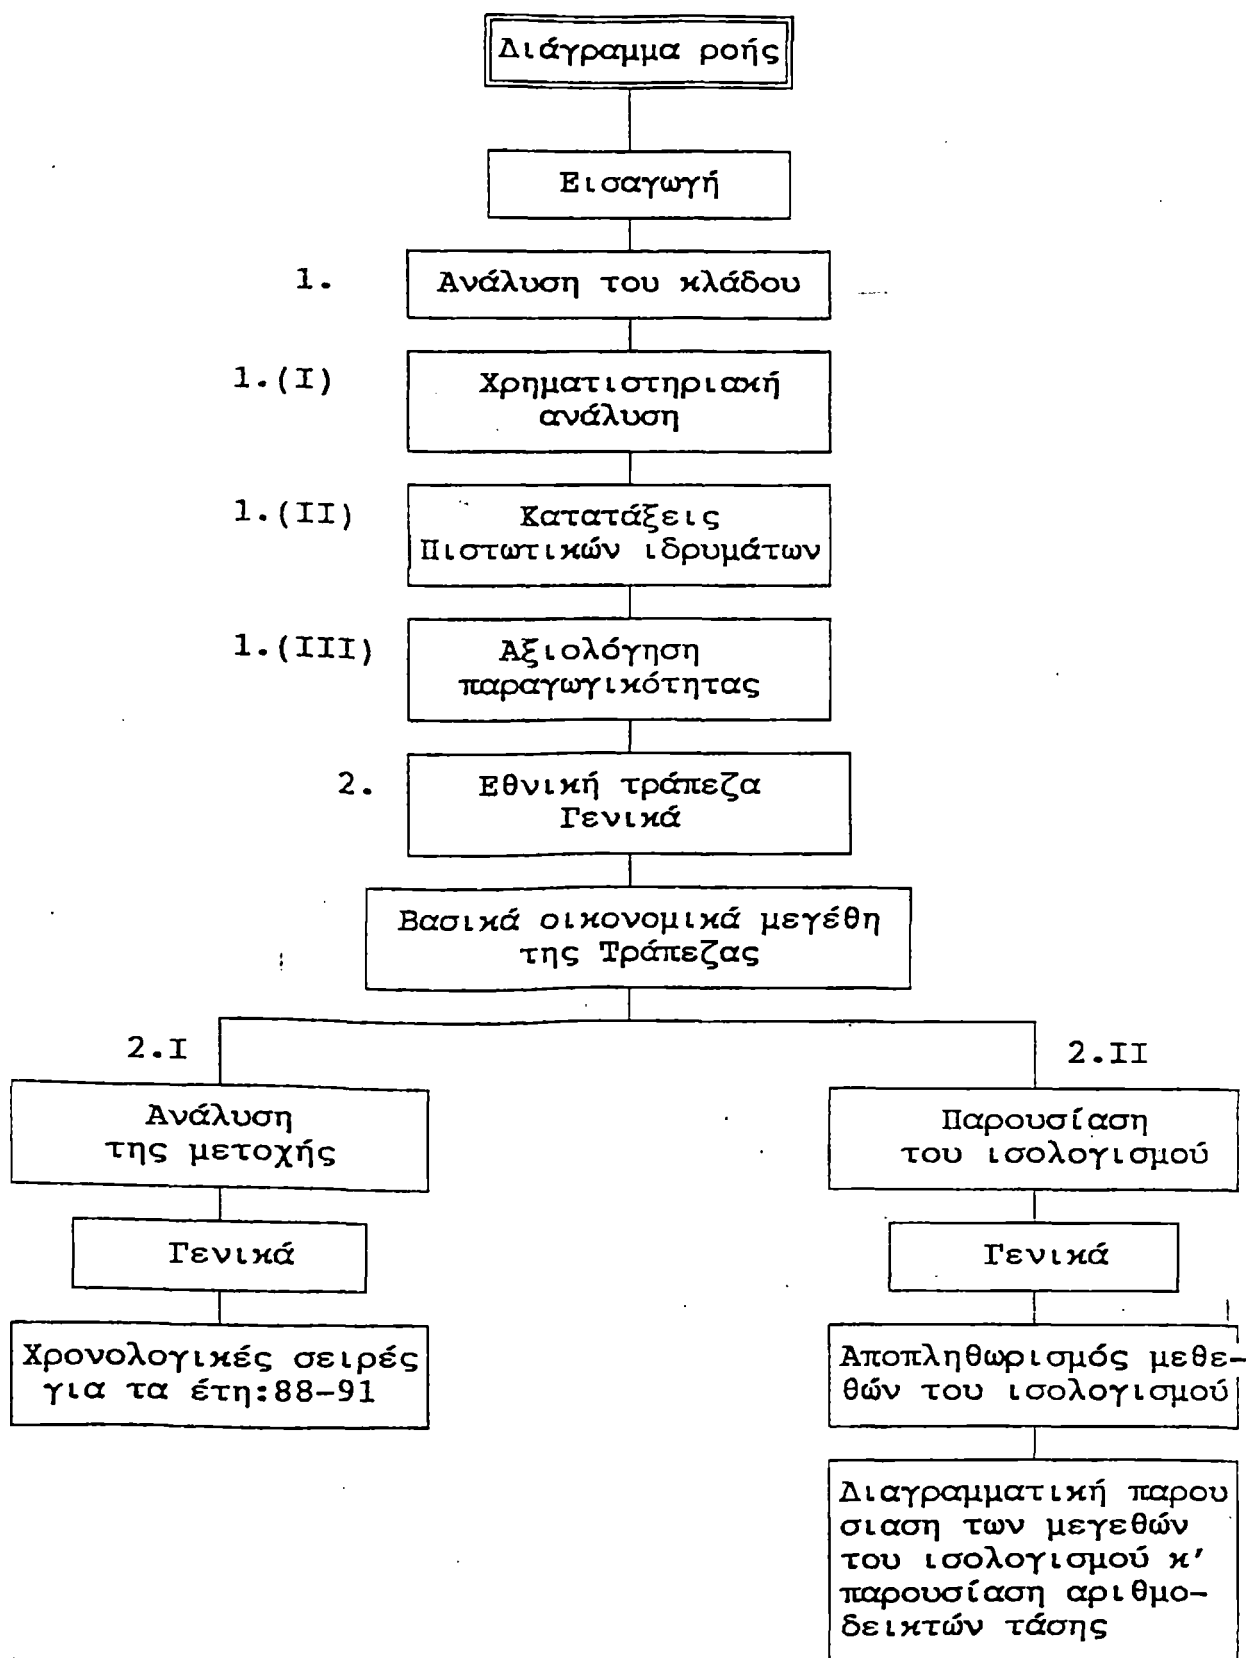 Διάγραμμα ροής
Εισαγωγή
1. Ανάλυση του κλάδου
1.(I) Χρηματιστηριακή
ανάλυση
1.(II) Κατατάξεις
Πιστωτικών ιδρυμάτων
1.(III) Αξιολόγηση
παραγωγικότητας
2. Εθνική τράπεζα
Γενικά
Βασικά οικονομικά μεγέθη
της Τράπεζας
2.I
Ανάλυση
της μετοχής
Γενικά
Χρονολογικές σειρές
για τα έτη:88-91
2.II
Παρουσίαση
του ισολογισμού
Γενικά
Αποπληθωρισμός μεθε-
θών του ισολογισμού
Διαγραμματική παρου
σιαση των μεγεθών
του ισολογισμού κ'
παρουσίαση αριθμο-
δεικτών τάσης